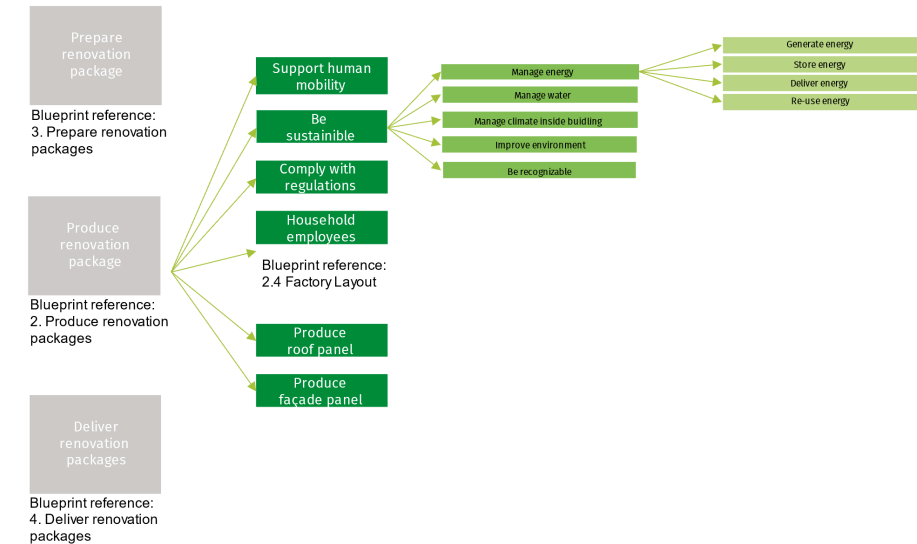 Prepare
renovation
package
Blueprint reference:
3. Prepare renovation
packages
Produce
renovation
package
Blueprint reference:
2. Produce renovation
packages
Deliver
renovation
packages
Blueprint reference:
4. Deliver renovation
packages
Support human
mobility
Be
sustainible
Comply with
regulations
Household
employees
Blueprint reference:
2.4 Factory Layout
Produce
roof panel
Produce
façade panel
Manage energy
Manage water
Manage climate inside buidling
Improve environment
Be recognizable
Generate energy
Store energy
Deliver energy
Re-use energy